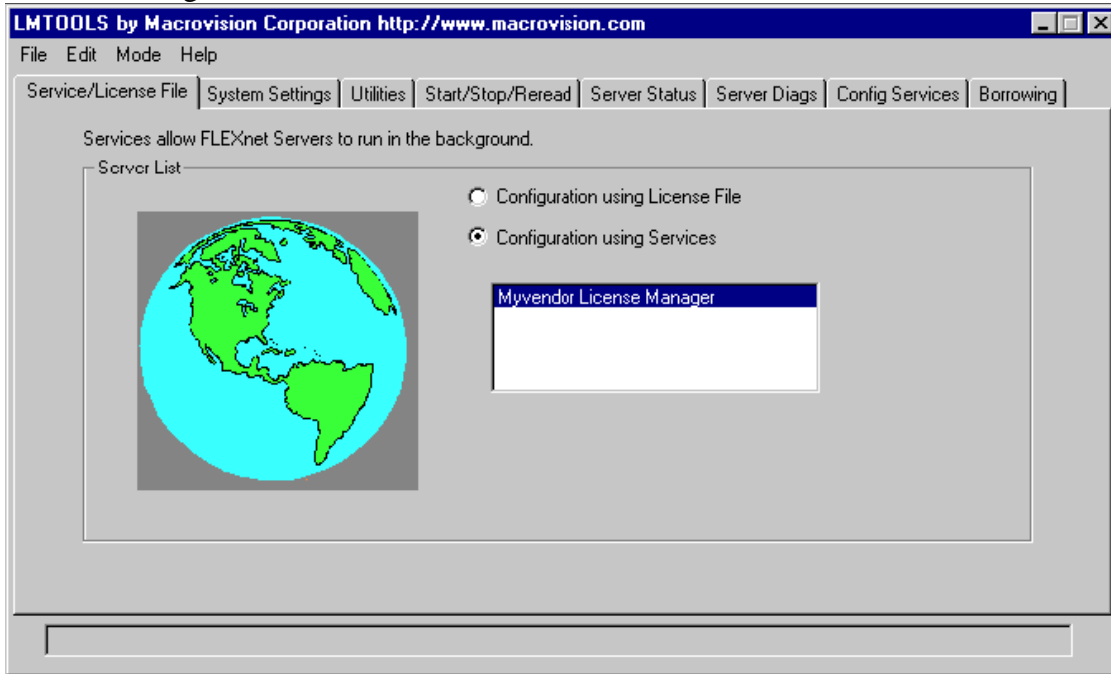 LMTOOLS by Macrovision Corporation http://www.macrovision.com
File Edit Mode Help
Service/License File System Settings Utilities Start/Stop/Reread Server Status Server Diags Config Services Borrowing
Services allow FLEXnet Servers to run in the background.
Server List
Configuration using License File
Configuration using Services
Myvendor License Manager